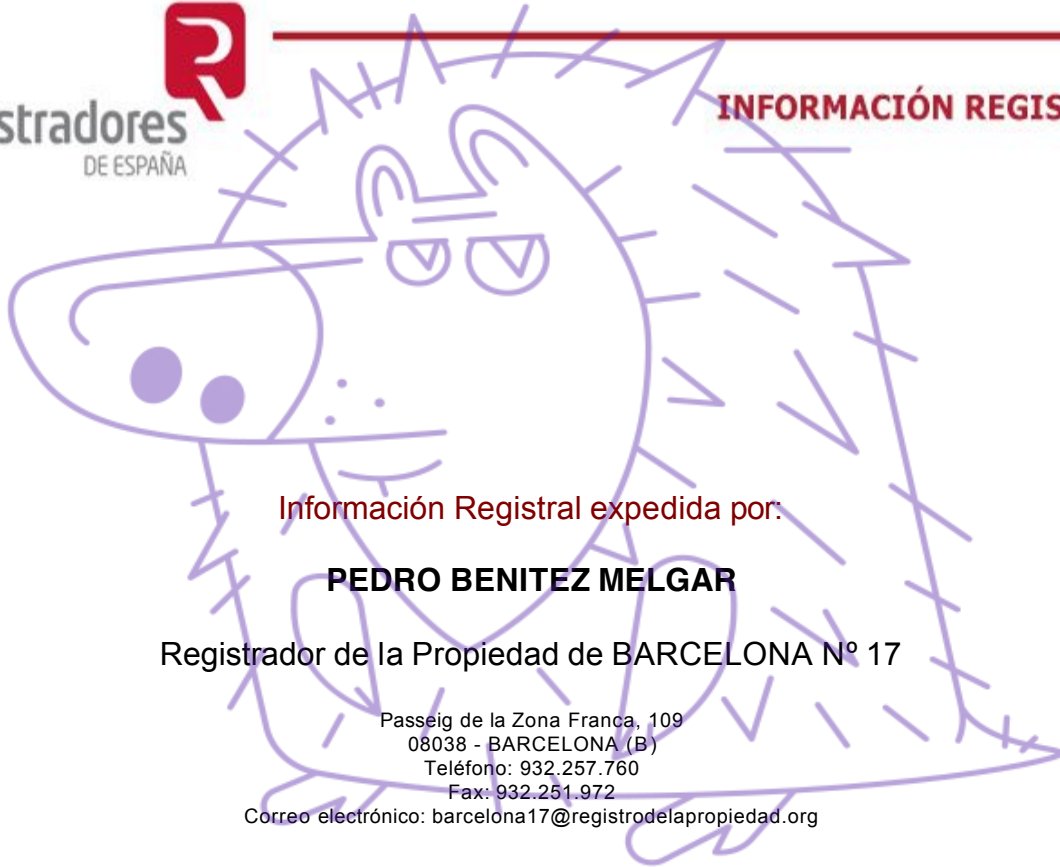 stradores
DE ESPAÑA
INFORMACIÓN REGIS
Información Registral expedida por:
PEDRO BENITEZ MELGAR
Registrador de la Propiedad de BARCELONA Nº 17
Passeig de la Zona Franca, 109
08038 - BARCELONA (B)
Teléfono: 932.257.760
Fax: 932.251.972
Correo electrónico: barcelona17@registrodelapropiedad.org